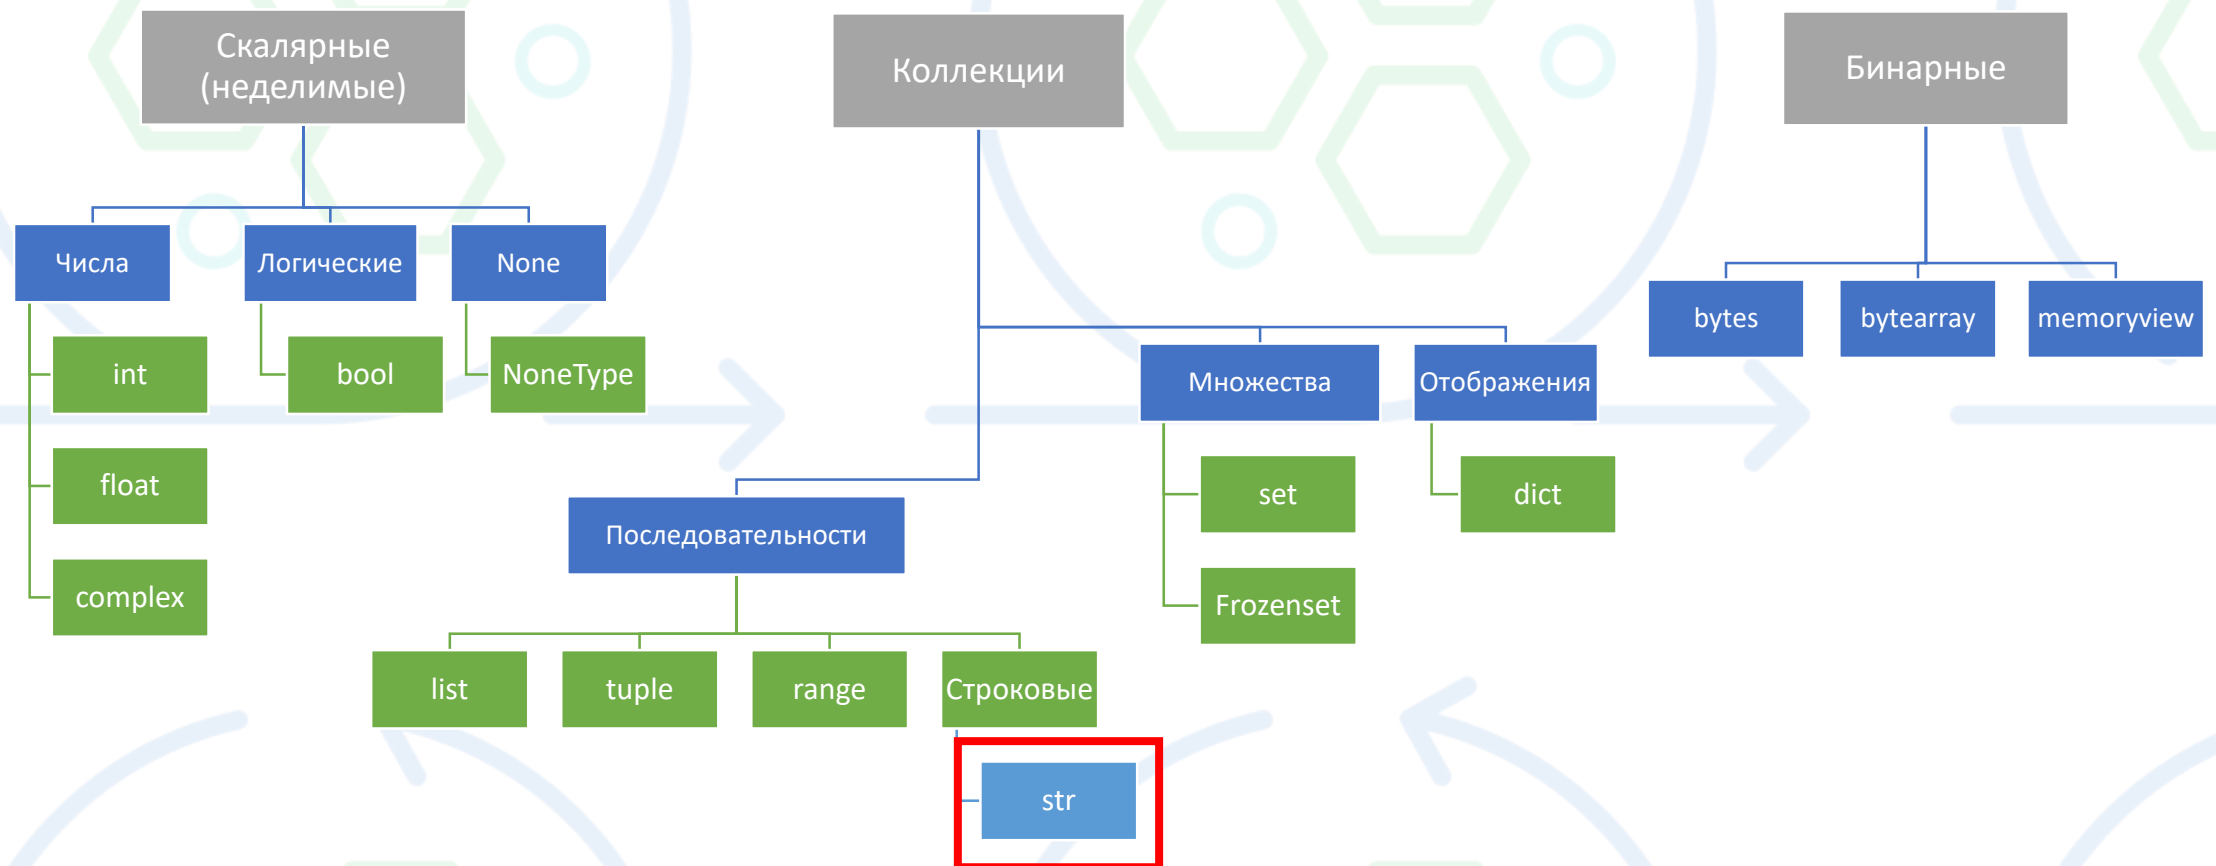 Скалярные
(неделимые)
Коллекции
Бинарные
Числа
Логические
None
int
bool
NoneType
float
complex
Множества
Отображения
set
dict
Frozenset
Последовательности
list
tuple
range
Строковые
str
bytes
bytearray
memoryview